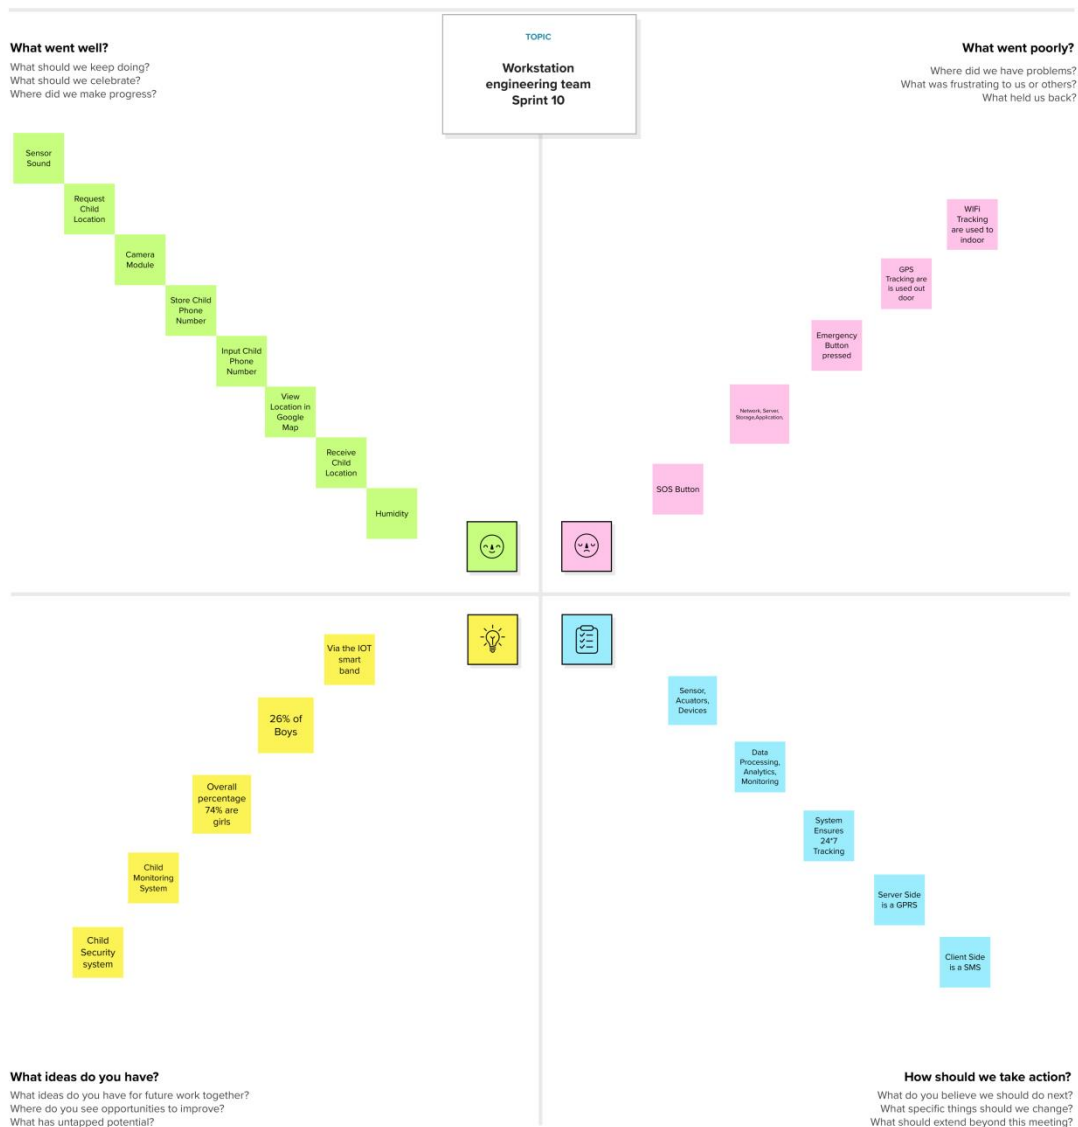 TOPIC
Workstation
engineering team
Sprint 10
What went well?
What should we keep doing?
What should we celebrate?
Where did we make progress?
What went poorly?
Where did we have problems?
What was frustrating to us or others?
What held us back?
Sensor
Sound
Request
Child
Location
Camera
Module
Store Child
Phone
Number
Input Child
Phone
Number
View
Location in
Google
Map
Receive
Child
Location
Humidity
WIFi
Tracking
are used to
indoor
GPS
Tracking are
is used out
door
Emergency
Button
pressed
Network, Server,
Storage,Application.
SOS Button
Via the IOT
smart
band
26% of
Boys
Overall
percentage
74% are
girls
Child
Monitoring
System
Child
Security
system
Sensor,
Acuators,
Devices
Data
Processing,
Analytics,
Monitoring
System
Ensures
24*7
Tracking
Server Side
is a GPRS
Client Side
is a SMS
What ideas do you have?
What ideas do you have for future work together?
Where do you see opportunities to improve?
What has untapped potential?
How should we take action?
What do you believe we should do next?
What specific things should we change?
What should extend beyond this meeting?